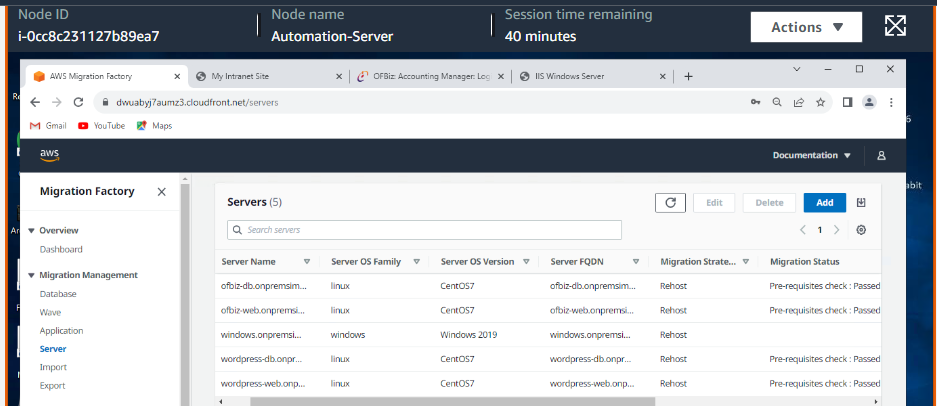 Node ID
i-0cc8c231127b89ea7
Node name
Automation-Server
Session time remaining
40 minutes
Actions
AWS Migration Factory
My Intranet Site
OFBiz: Accounting Manager: Log
IIS Windows Server
dwuabyj7aumz3.cloudfront.net/servers
Gmail
YouTube
Maps
aws
Documentation
Migration Factory
Overview
Dashboard
Migration Management
Database
Wave
Application
Server
Import
Export
Servers (5)
Edit
Delete
Add
Search servers
1
Server Name Server OS Family Server OS Version Server FQDN Migration Strate... Migration Status
ofbiz-db.onpremsim... linux CentOS7 ofbiz-db.onpremsim... Rehost Pre-requisites check : Passed
ofbiz-web.onpremsi... linux CentOS7 ofbiz-web.onpremsi... Rehost Pre-requisites check : Passed
windows.onpremsi... windows Windows 2019 windows.onpremsi... Rehost
wordpress-db.onpr... linux CentOS7 wordpress-db.onpr... Rehost Pre-requisites check : Passed
wordpress-web.onp... linux CentOS7 wordpress-web.onp... Rehost Pre-requisites check : Passed